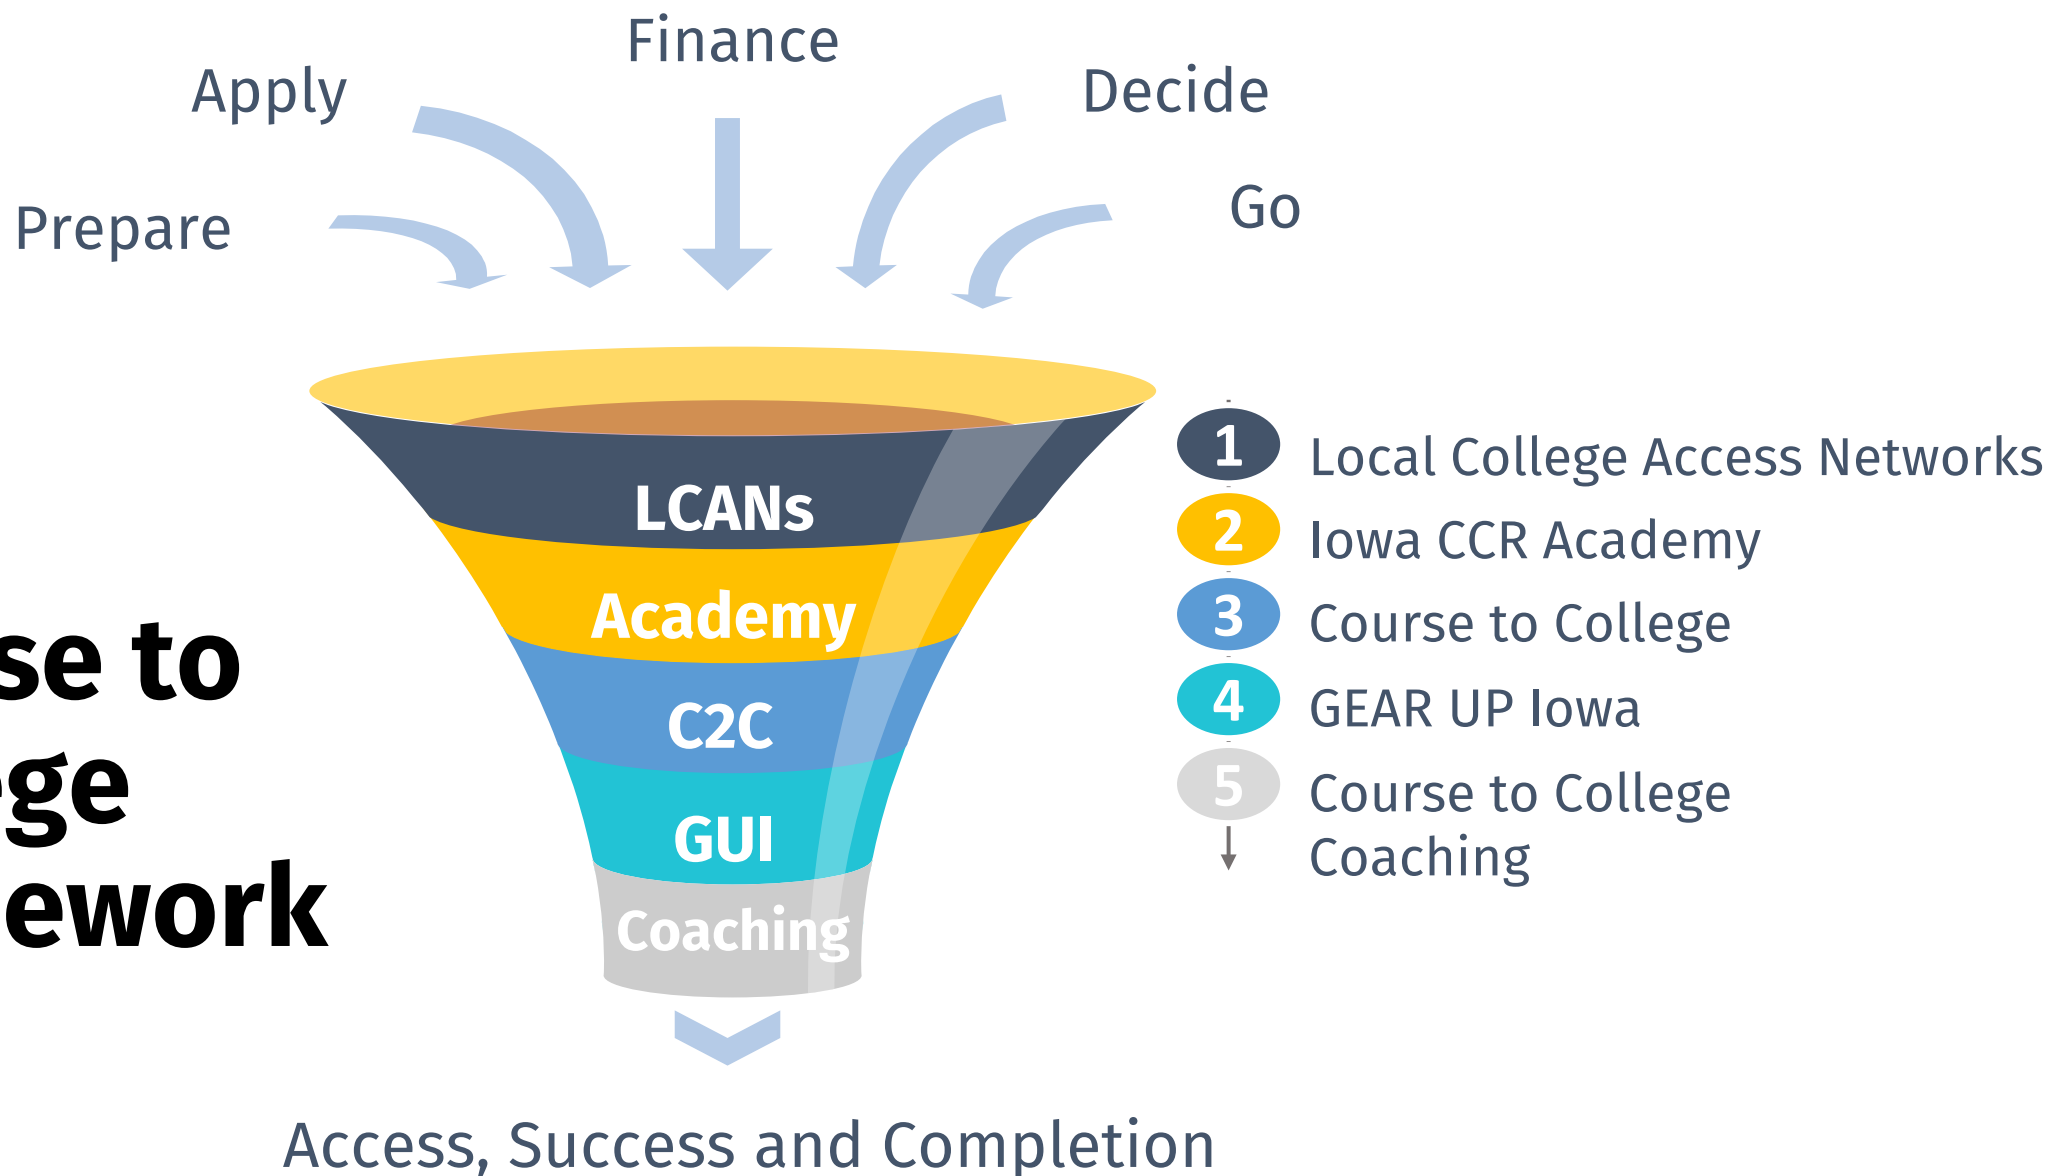 Finance
Apply
Decide
Prepare
Go
LCANs
Academy
C2C
GUI
Coaching
1 Local College Access Networks
2 Iowa CCR Academy
3 Course to College
4 GEAR UP Iowa
5 Course to College
Coaching
se to
ege
ework
Access, Success and Completion